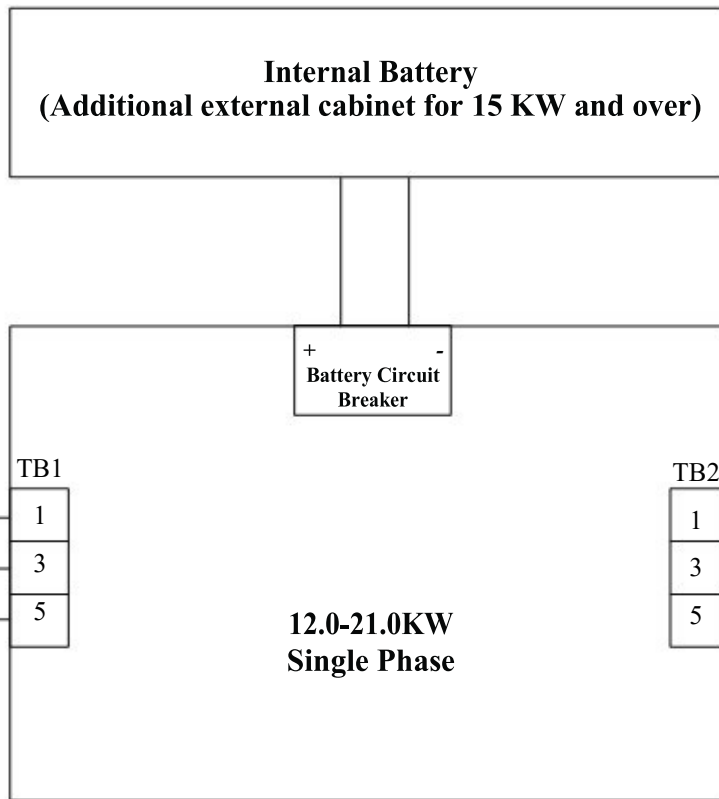 Internal Battery
(Additional external cabinet for 15 KW and over)
+ -
Battery Circuit
Breaker
TB1
1
3
5
TB2
1
3
5
12.0-21.0KW
Single Phase